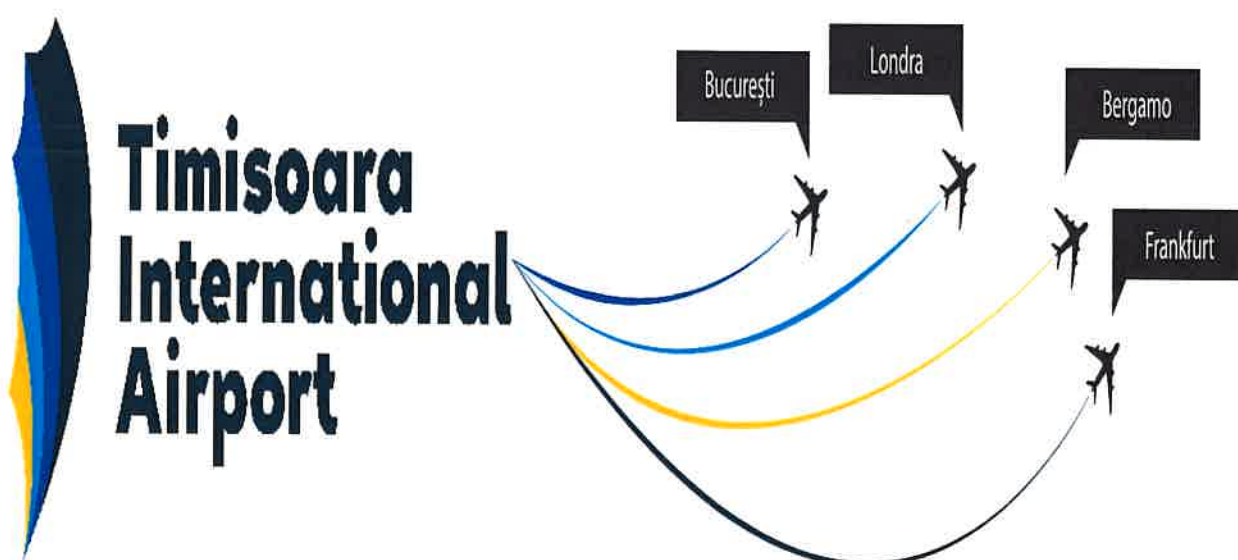 Timisoara
International
Airport
București
Londra
Bergamo
Frankfurt